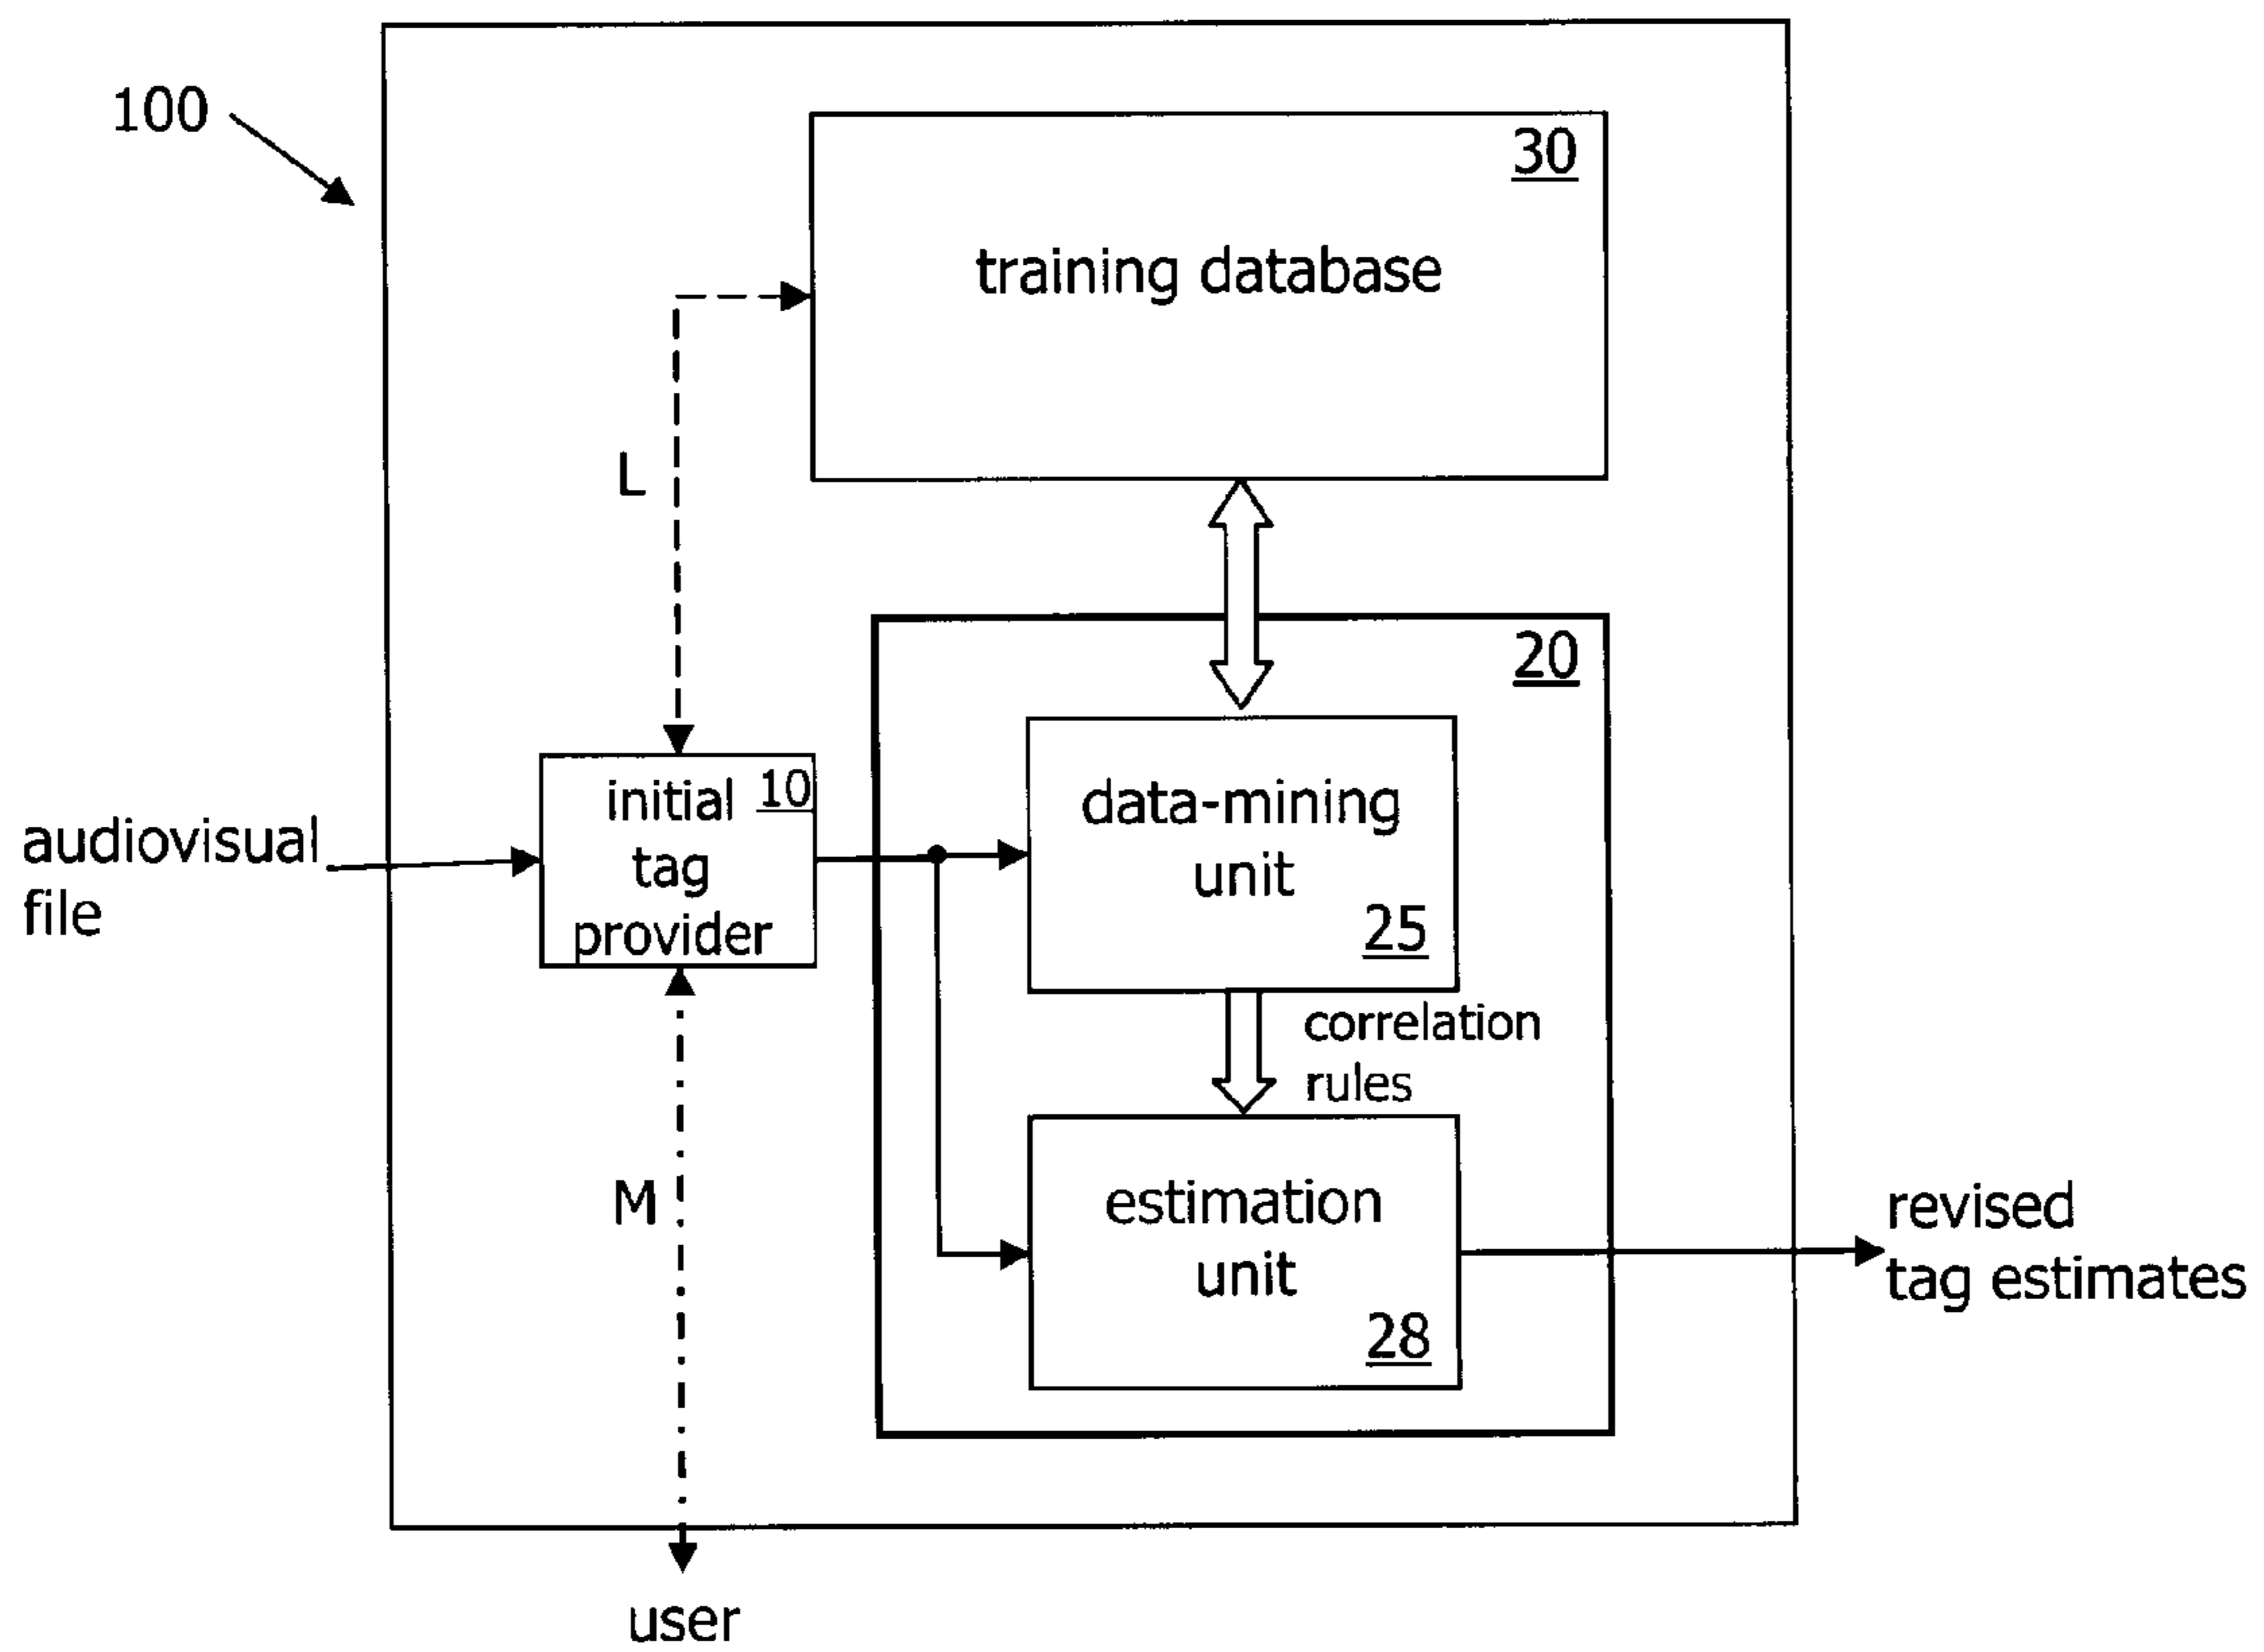 100
30
training database
L
20
initial 10
tag
provider
audiovisual
file
data-mining
unit
25
correlation
rules
M
estimation
unit
28
revised
tag estimates
user